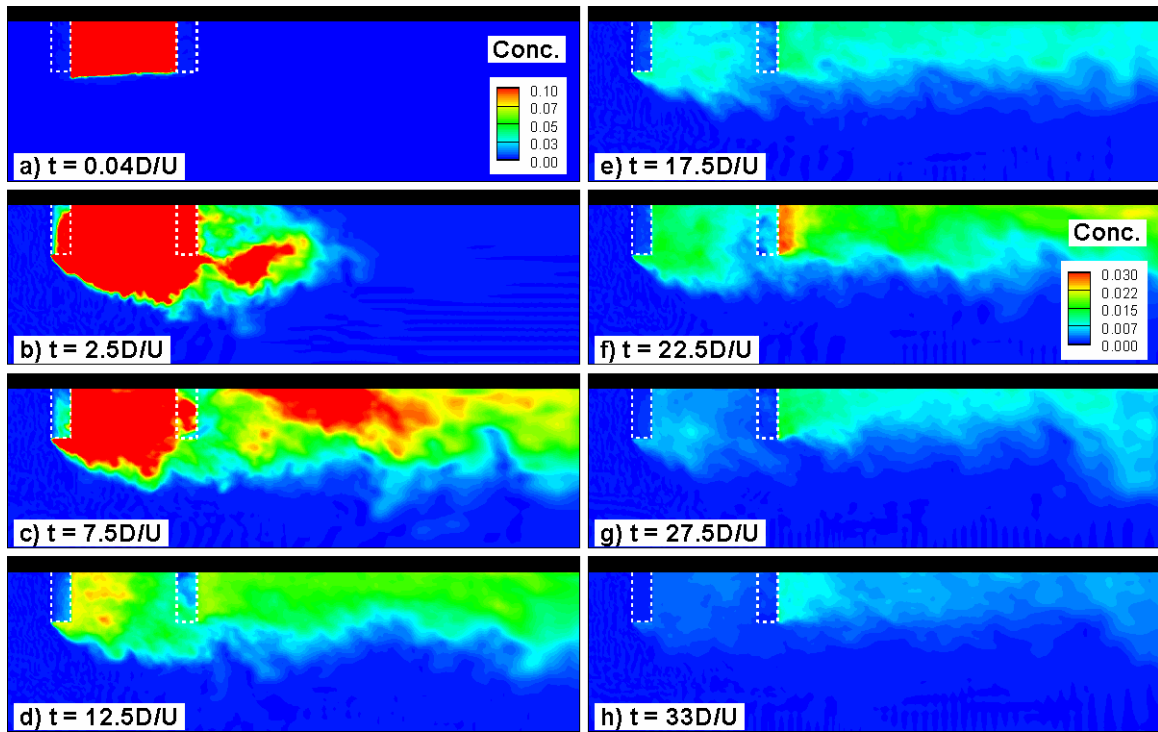 Conc.
0.10
0.07
0.05
0.03
0.00
a) t = 0.04D/U
b) t = 2.5D/U
c) t = 7.5D/U
d) t = 12.5D/U
e) t = 17.5D/U
Conc.
0.030
0.022
0.015
0.007
0.000
f) t = 22.5D/U
g) t = 27.5D/U
h) t = 33D/U